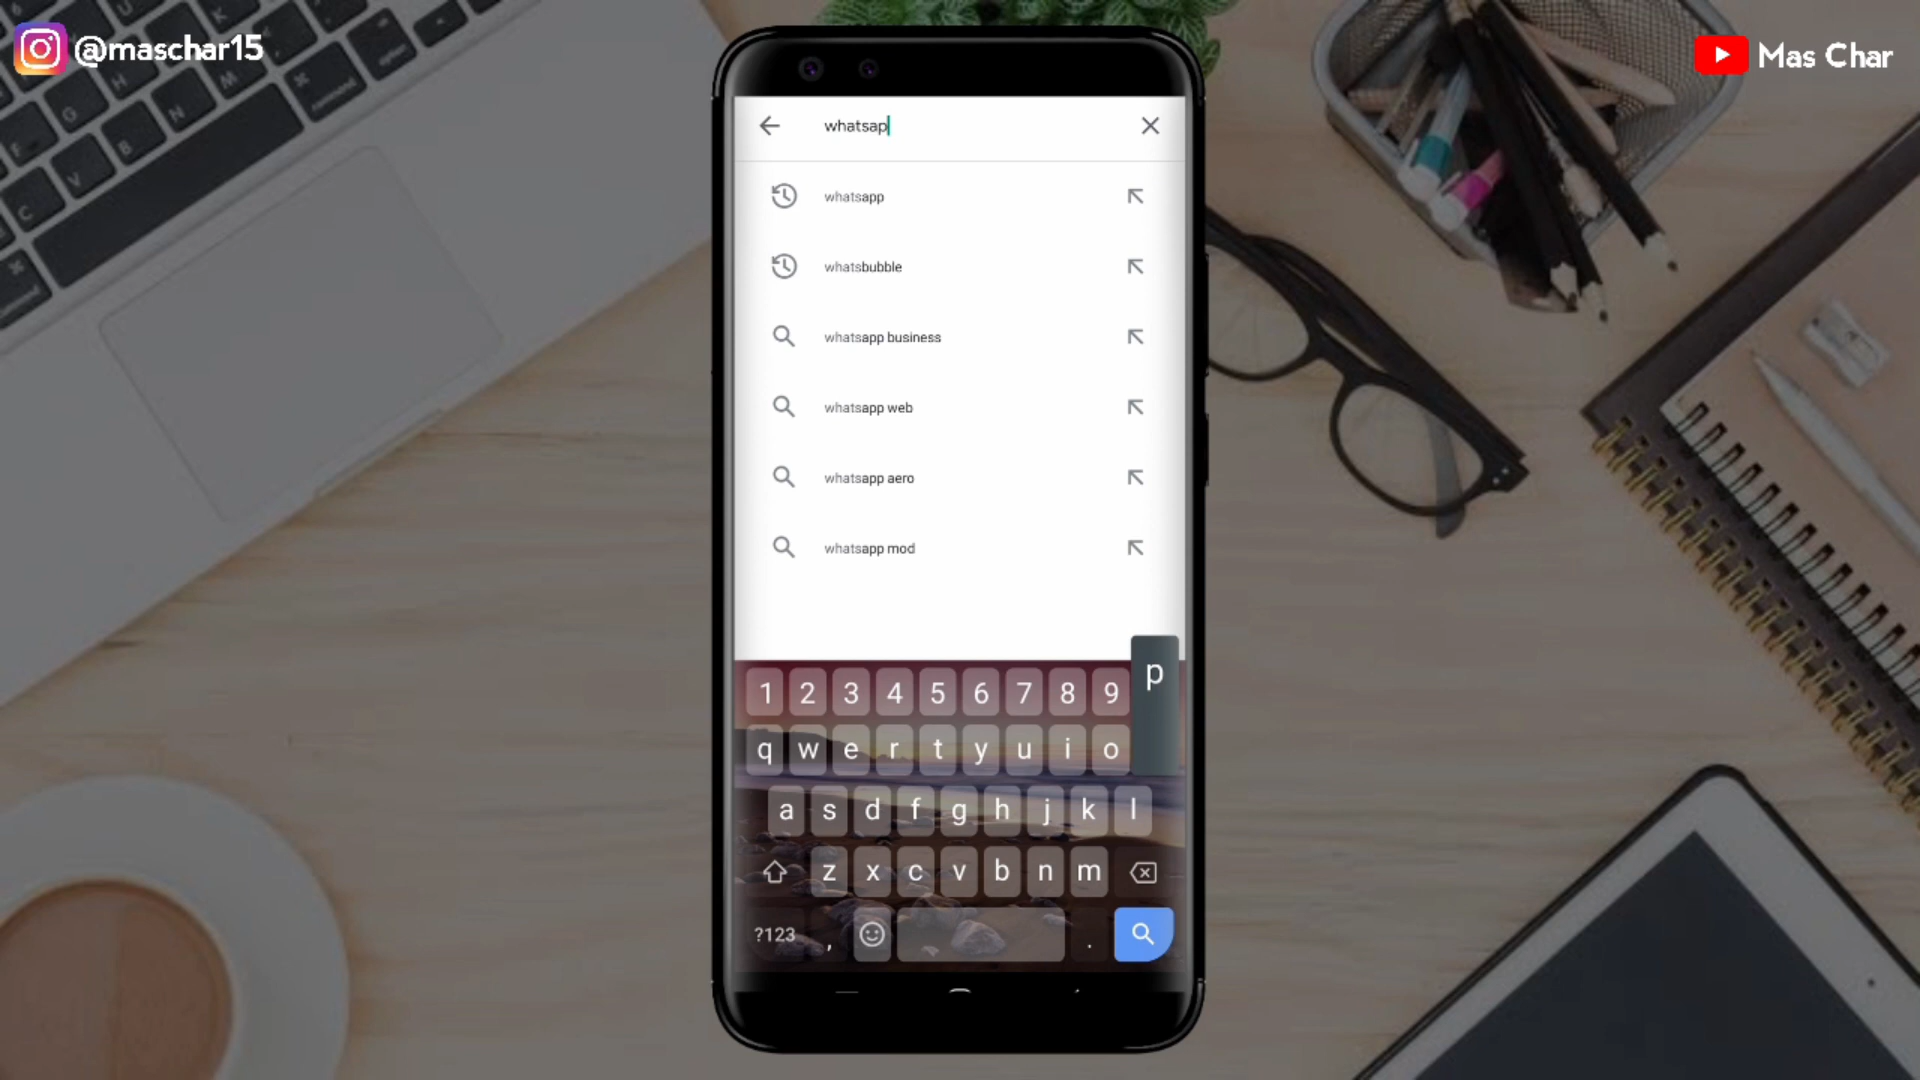 @maschar15
Mas Char
whatsap
whatsapp
whatsbubble
whatsapp business
whatsapp web
whatsapp aero
whatsapp mod
p
1 2 3 4 5 6 7 8 9
q w e r t y u i o
a s d f g h j k l
z x c v b n m
?123 , .